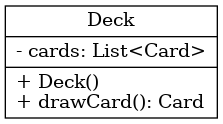 Deck
- cards: List<Card>
+ Deck()
+ drawCard(): Card